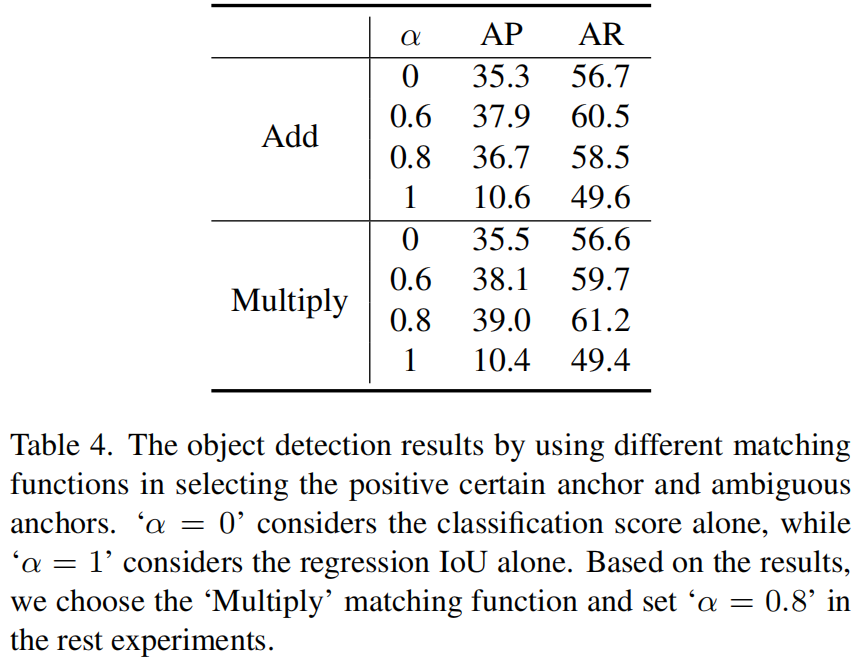 α AP AR
0 35.3 56.7
0.6 37.9 60.5
Add
0.8 36.7 58.5
1 10.6 49.6
0 35.5 56.6
0.6 38.1 59.7
Multiply
0.8 39.0 61.2
1 10.4 49.4
Table 4. The object detection results by using different matching
functions in selecting the positive certain anchor and ambiguous
anchors. ‘α = 0’ considers the classification score alone, while
‘α = 1’ considers the regression IoU alone. Based on the results,
we choose the ‘Multiply’ matching function and set ‘α = 0.8’ in
the rest experiments.